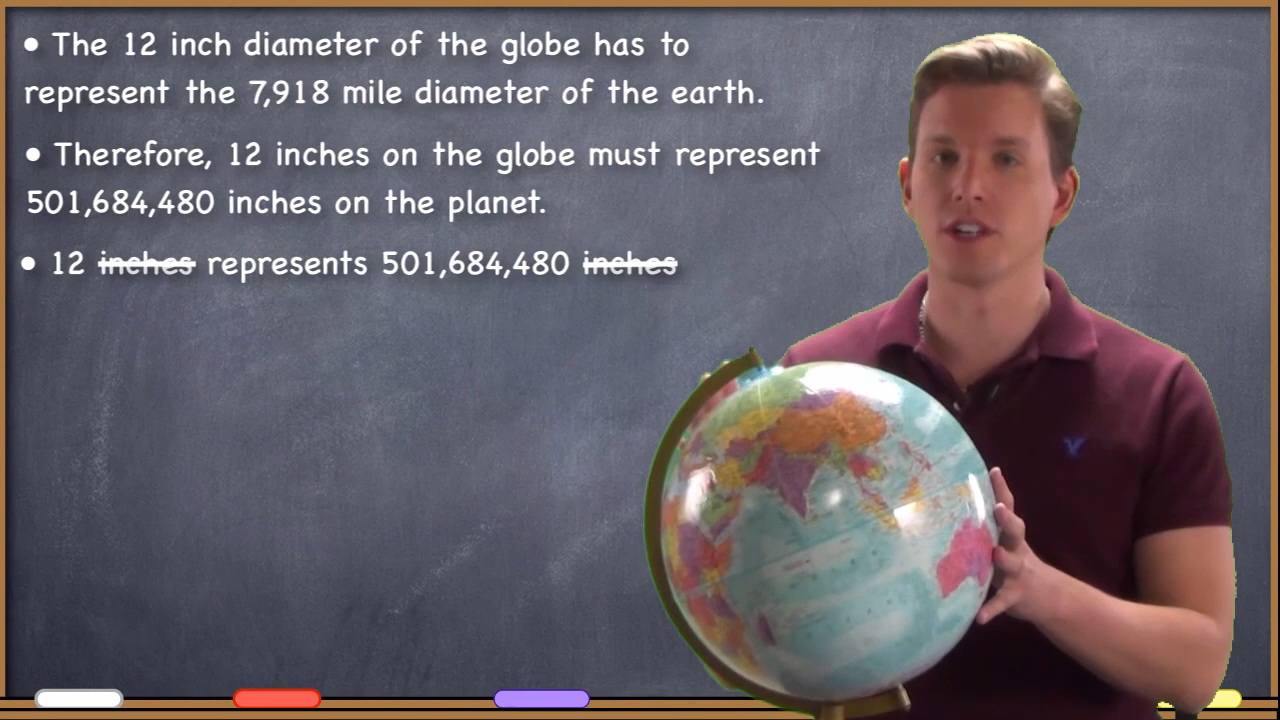 • The 12 inch diameter of the globe has to
represent the 7,918 mile diameter of the earth.
• Therefore, 12 inches on the globe must represent
501,684,480 inches on the planet.
• 12 inches represents 501,684,480 inches